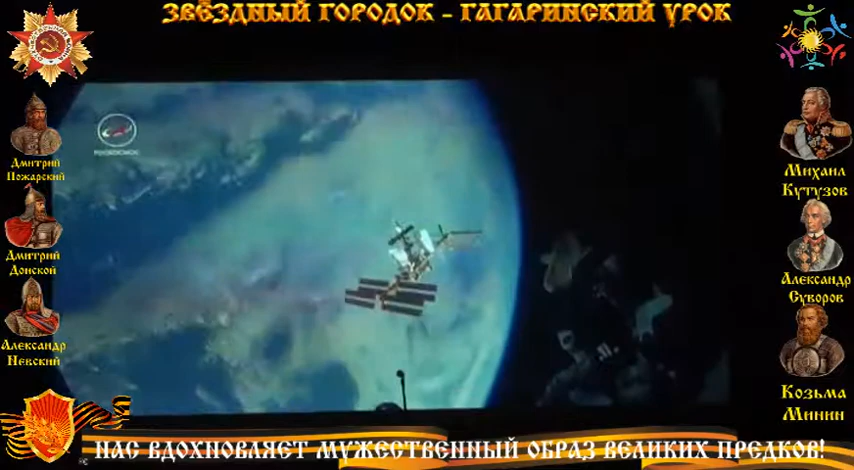 ЗВЁЗДНЫЙ ГОРОДОК - ГАГАРИНСКИЙ УРОК
РОСКОСМОС
Дмитрий
Пожарский
Дмитрий
Донской
Александр
Невский
Михаил
Кутузов
Александр
Суворов
Козьма
Минин
НАС ВДОХНОВЛЯЕТ МУЖЕСТВЕННЫЙ ОБРАЗ ВЕЛИКИХ ПРЕДКОВ!